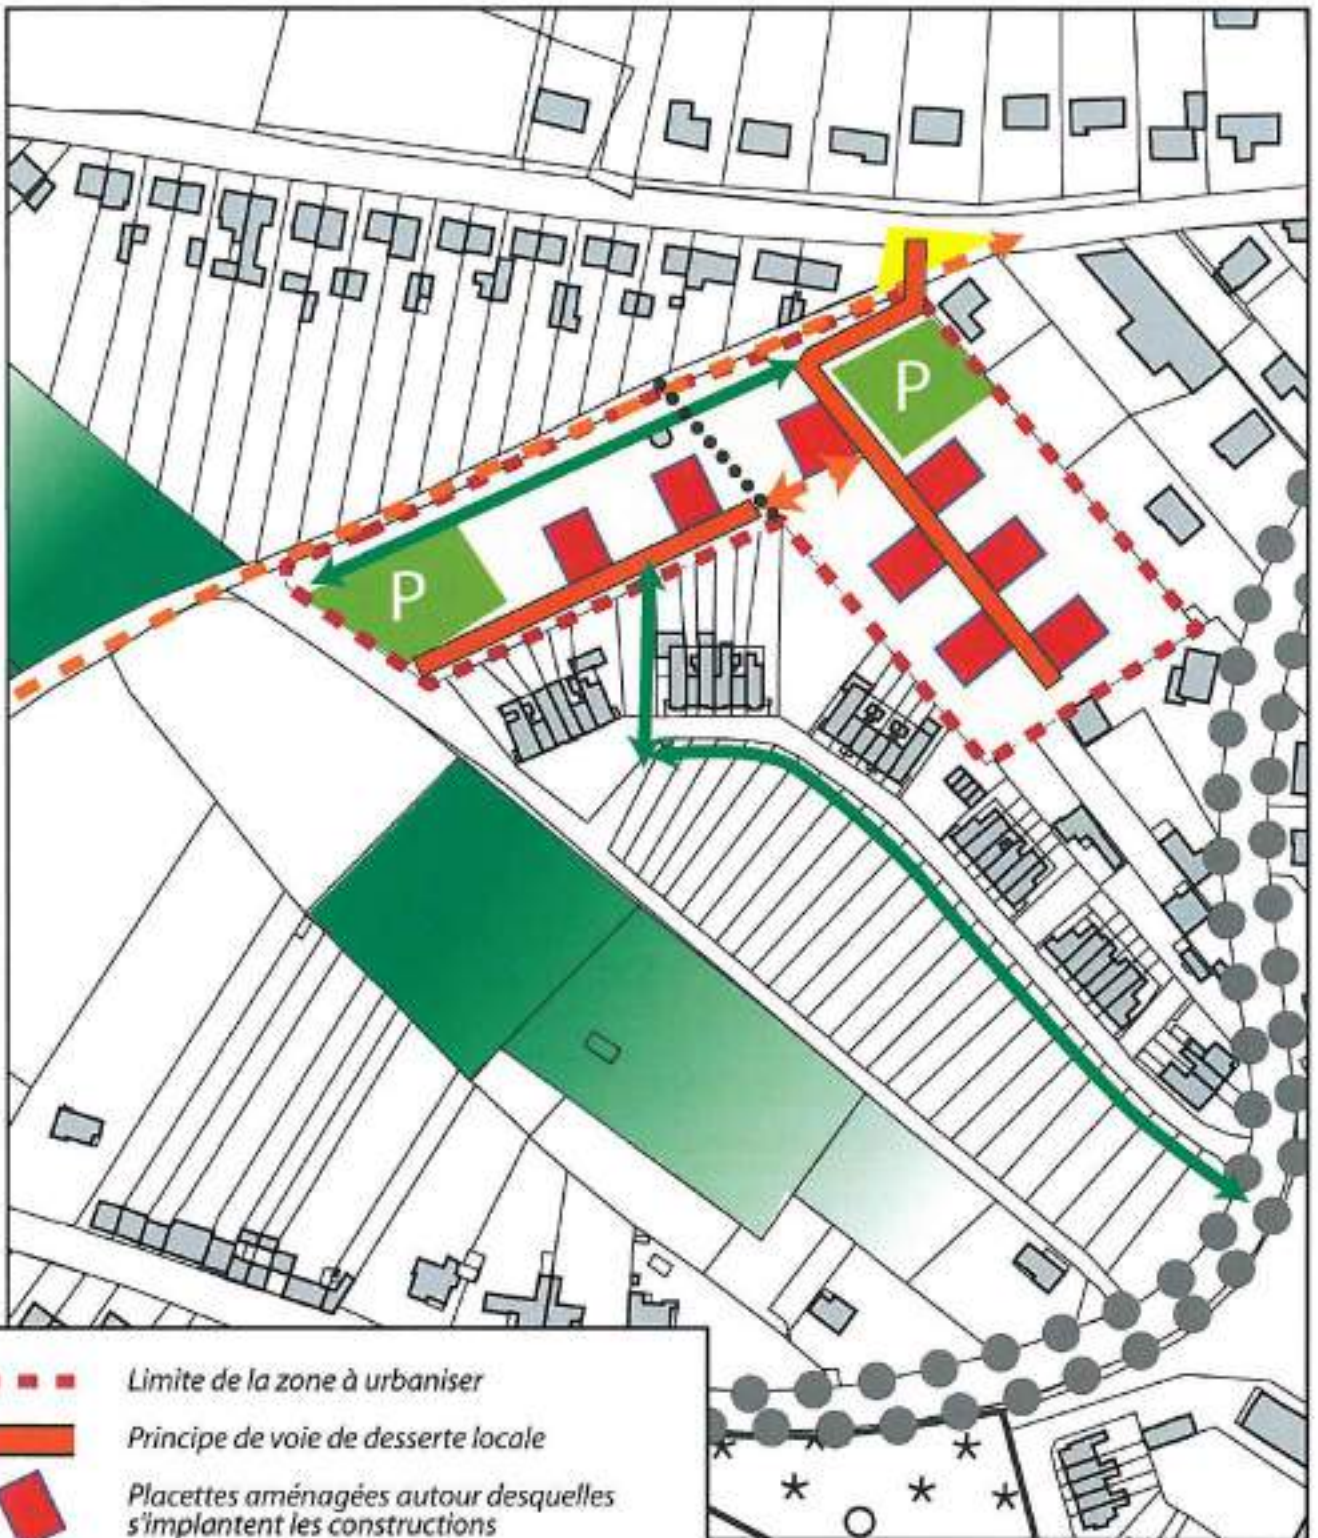 P
P
Limite de la zone à urbaniser
Principe de voie de desserte locale
Placettes aménagées autour desquelles
s'implantent les constructions